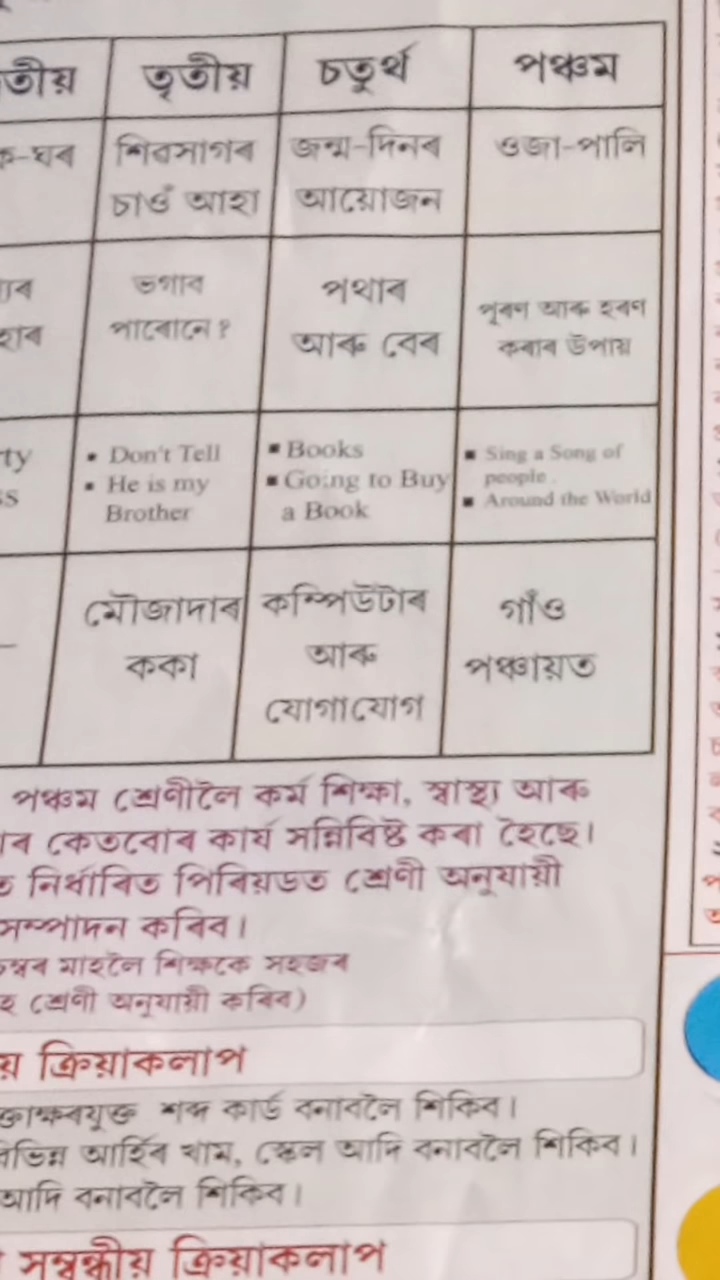 তৃতীয় চতুৰ্থ পঞ্চম
শিৱসাগৰ জন্ম-দিনৰ ওজা-পালি
চাওঁ আহা আয়োজন
ভগাব পথাৰ
পাৰোনে? আৰু বেৰ
পূৰণ আৰু হৰণ
কৰাৰ উপায়
• Don't Tell
• He is my
Brother
▪ Books
▪ Going to Buy
a Book
▪ Sing a Song of
people
▪ Around the World
মৌজাদাৰ
ককা
কম্পিউটাৰ
আৰু
যোগাযোগ
গাঁও
পঞ্চায়ত
পঞ্চম শ্ৰেণীলৈ কৰ্ম শিক্ষা, স্বাস্থ্য আৰু
কেতবোৰ কাৰ্য সন্নিবিষ্ট কৰা হৈছে।
নিৰ্ধাৰিত পিৰিয়ডত শ্ৰেণী অনুযায়ী
সম্পাদন কৰিব।
মাহলৈ শিক্ষকে সহজৰ
শ্ৰেণী অনুযায়ী কৰিব)
ক্ৰিয়াকলাপ
শব্দ কাৰ্ড বনাবলৈ শিকিব।
আৰ্হিৰ খাম, স্কেল আদি বনাবলৈ শিকিব।
আদি বনাবলৈ শিকিব।
সম্বন্ধীয় ক্ৰিয়াকলাপ